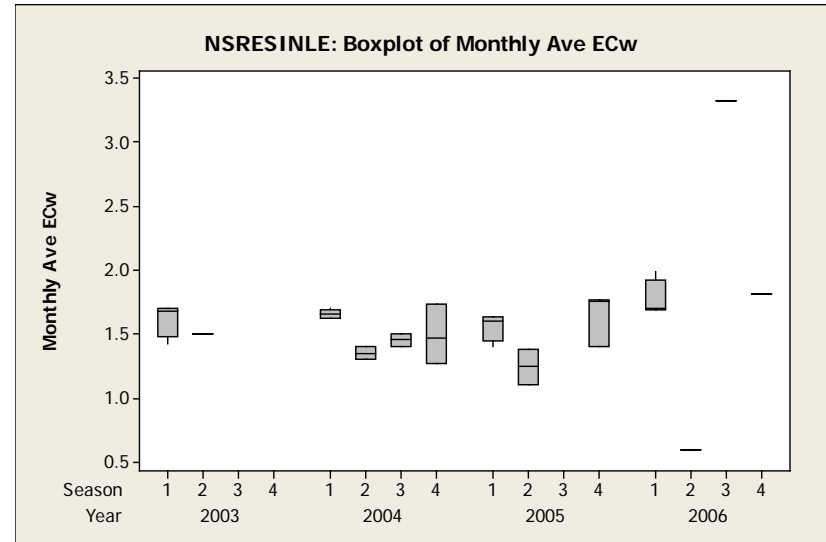 NSRESINLE: Boxplot of Monthly Ave ECw
Monthly Ave ECw
3.5
3.0
2.5
2.0
1.5
1.0
0.5
Season 1 2 3 4 1 2 3 4 1 2 3 4 1 2 3 4
Year 2003 2004 2005 2006